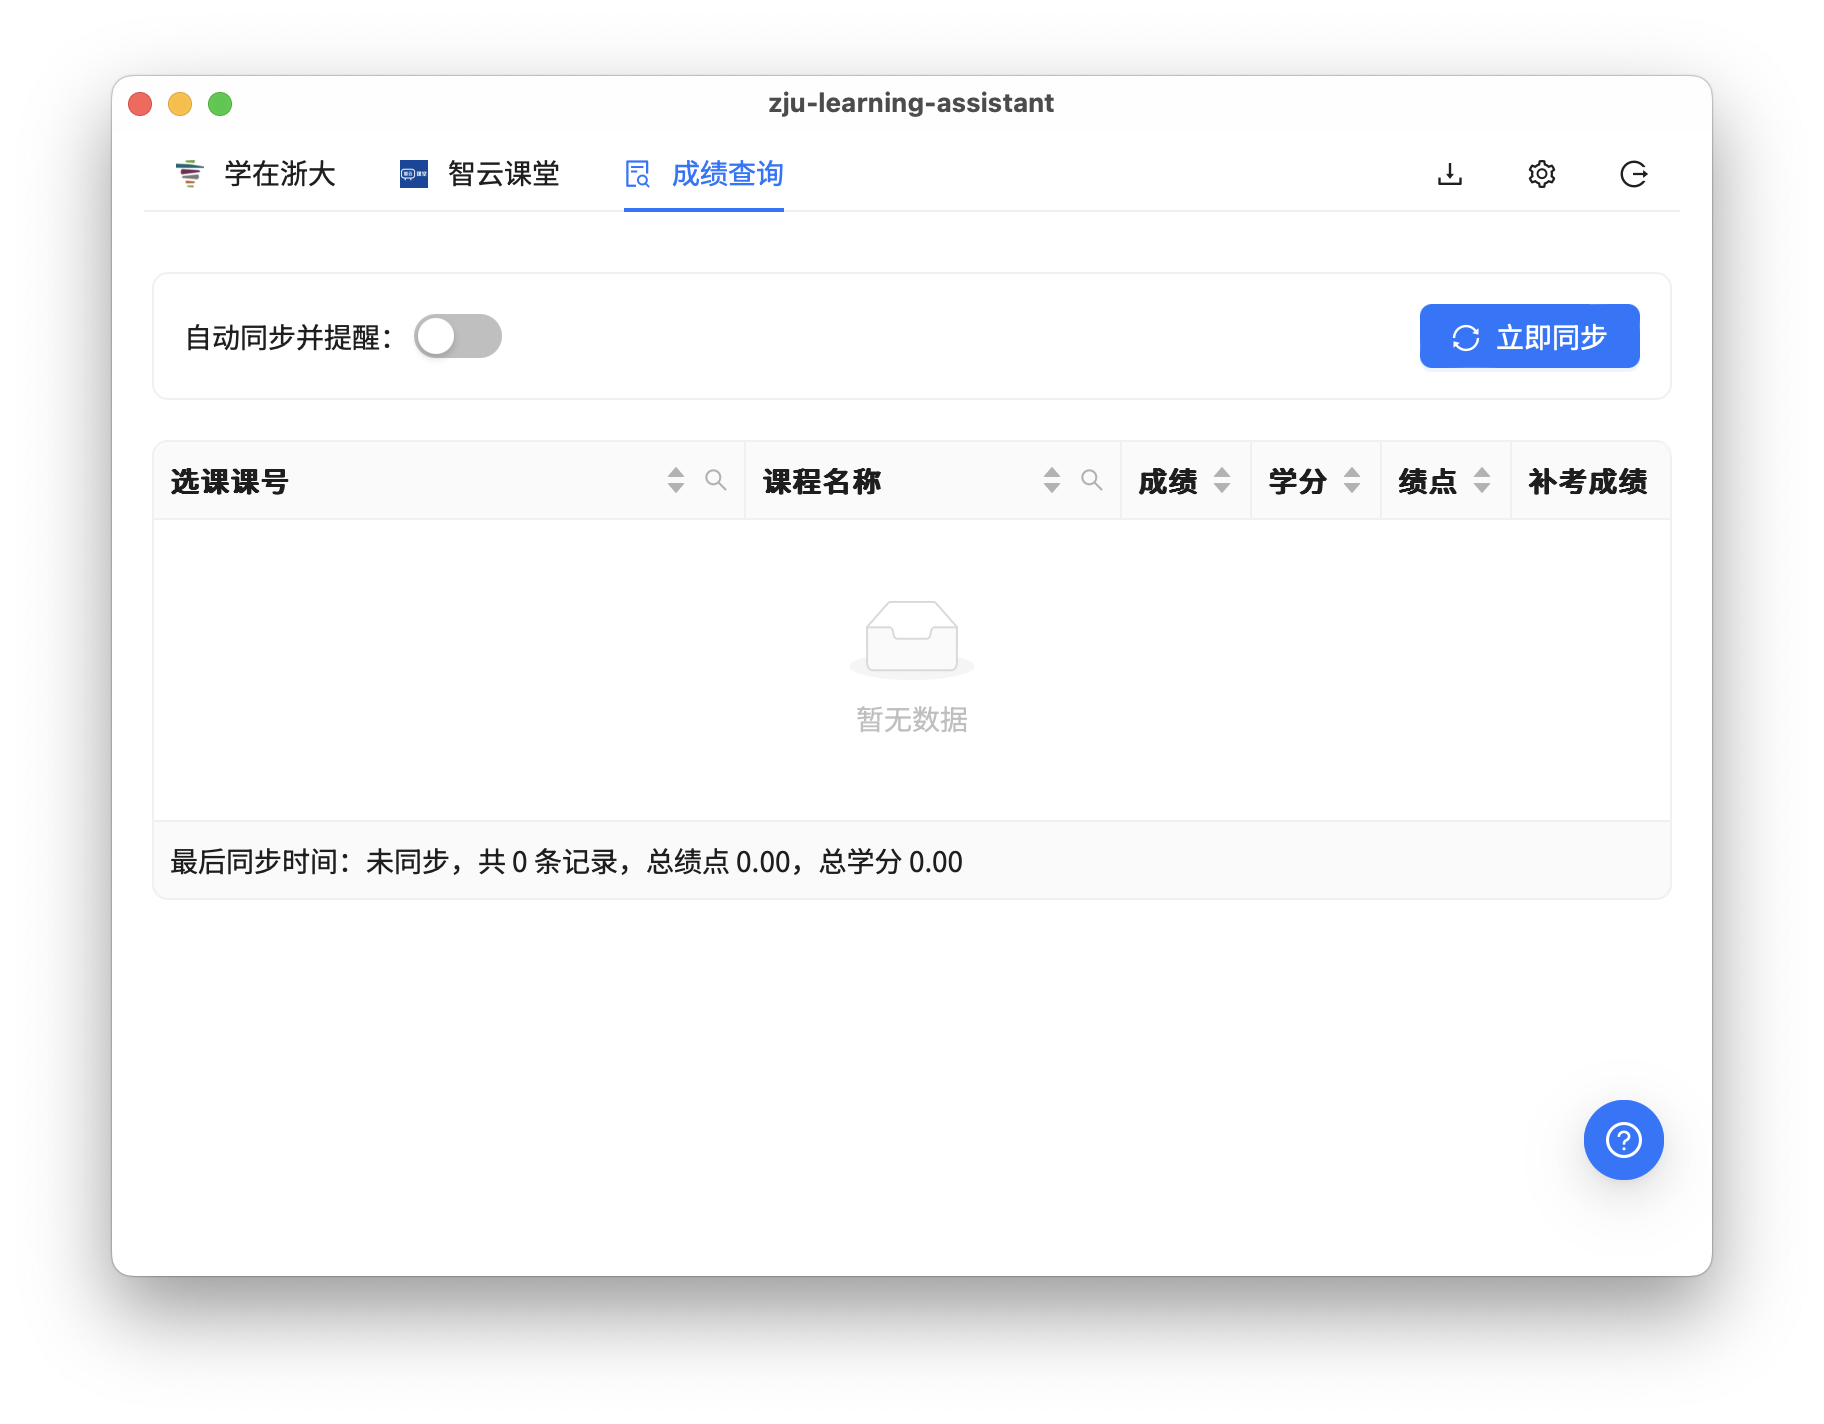 zju-learning-assistant
学在浙大 智云课堂 成绩查询
自动同步并提醒： 立即同步
选课课号 课程名称 成绩 学分 绩点 补考成绩
暂无数据
最后同步时间：未同步，共 0 条记录，总绩点 0.00，总学分 0.00